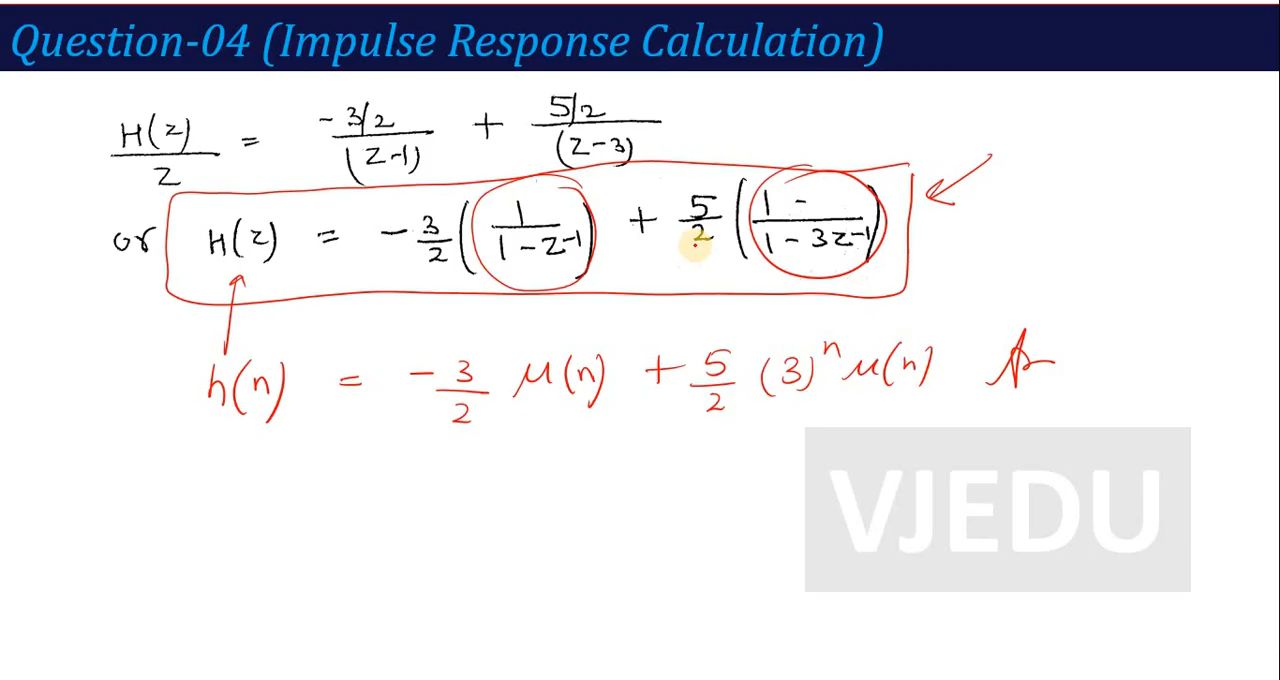 Question-04 (Impulse Response Calculation)
H(z)/z = -3/2/(z-1) + 5/2/(z-3)
or H(z) = -3/2 (1/1-z⁻¹) + 5/2 (1-/1-3z⁻¹)
h(n) = -3/2 μ(n) + 5/2 (3)ⁿ μ(n)
VJEDU